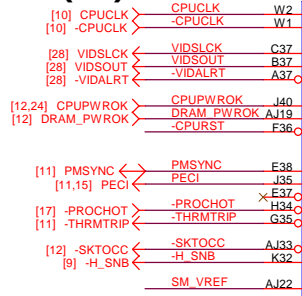 [10] CPUCLK CPUCLK W2
[10] -CPUCLK -CPUCLK W1
[28] VIDSLCK VIDSLCK C37
[28] VIDSOUT VIDSOUT B37
[28] -VIDALRT -VIDALRT A37
[12,24] CPUPWROK CPUPWROK J40
[12] DRAM_PWROK DRAM_PWROK AJ19
-CPURST F36
[11] PMSYNC PMSYNC E38
[11,15] PECI PECI J35
E37
[17] -PROCHOT -PROCHOT H34
[11] -THRMTRIP -THRMTRIP G35
[12] -SKTOCC -SKTOCC AJ33
[9] -H_SNB -H_SNB K32
SM_VREF AJ22